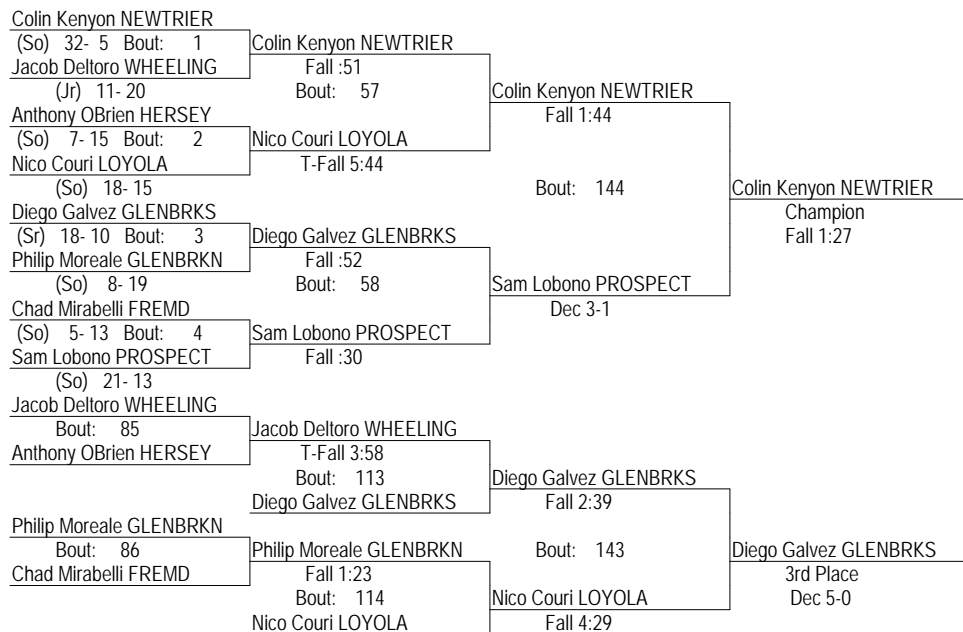 Colin Kenyon NEWTRIER
(So) 32- 5 Bout: 1 Colin Kenyon NEWTRIER
Jacob Deltoro WHEELING Fall :51
(Jr) 11- 20 Bout: 57 Colin Kenyon NEWTRIER
Anthony OBrien HERSEY Fall 1:44
(So) 7- 15 Bout: 2 Nico Couri LOYOLA
Nico Couri LOYOLA T-Fall 5:44
(So) 18- 15 Bout: 144 Colin Kenyon NEWTRIER
Diego Galvez GLENBRKS Champion
(Sr) 18- 10 Bout: 3 Diego Galvez GLENBRKS Fall 1:27
Philip Moreale GLENBRKN Fall :52
(So) 8- 19 Bout: 58 Sam Lobono PROSPECT
Chad Mirabelli FREMD Dec 3-1
(So) 5- 13 Bout: 4 Sam Lobono PROSPECT
Sam Lobono PROSPECT Fall :30
(So) 21- 13
Jacob Deltoro WHEELING
Bout: 85 Jacob Deltoro WHEELING
Anthony OBrien HERSEY T-Fall 3:58
Bout: 113 Diego Galvez GLENBRKS
Diego Galvez GLENBRKS Fall 2:39
Philip Moreale GLENBRKN
Bout: 86 Philip Moreale GLENBRKN Bout: 143 Diego Galvez GLENBRKS
Chad Mirabelli FREMD Fall 1:23 3rd Place
Bout: 114 Nico Couri LOYOLA Dec 5-0
Nico Couri LOYOLA Fall 4:29